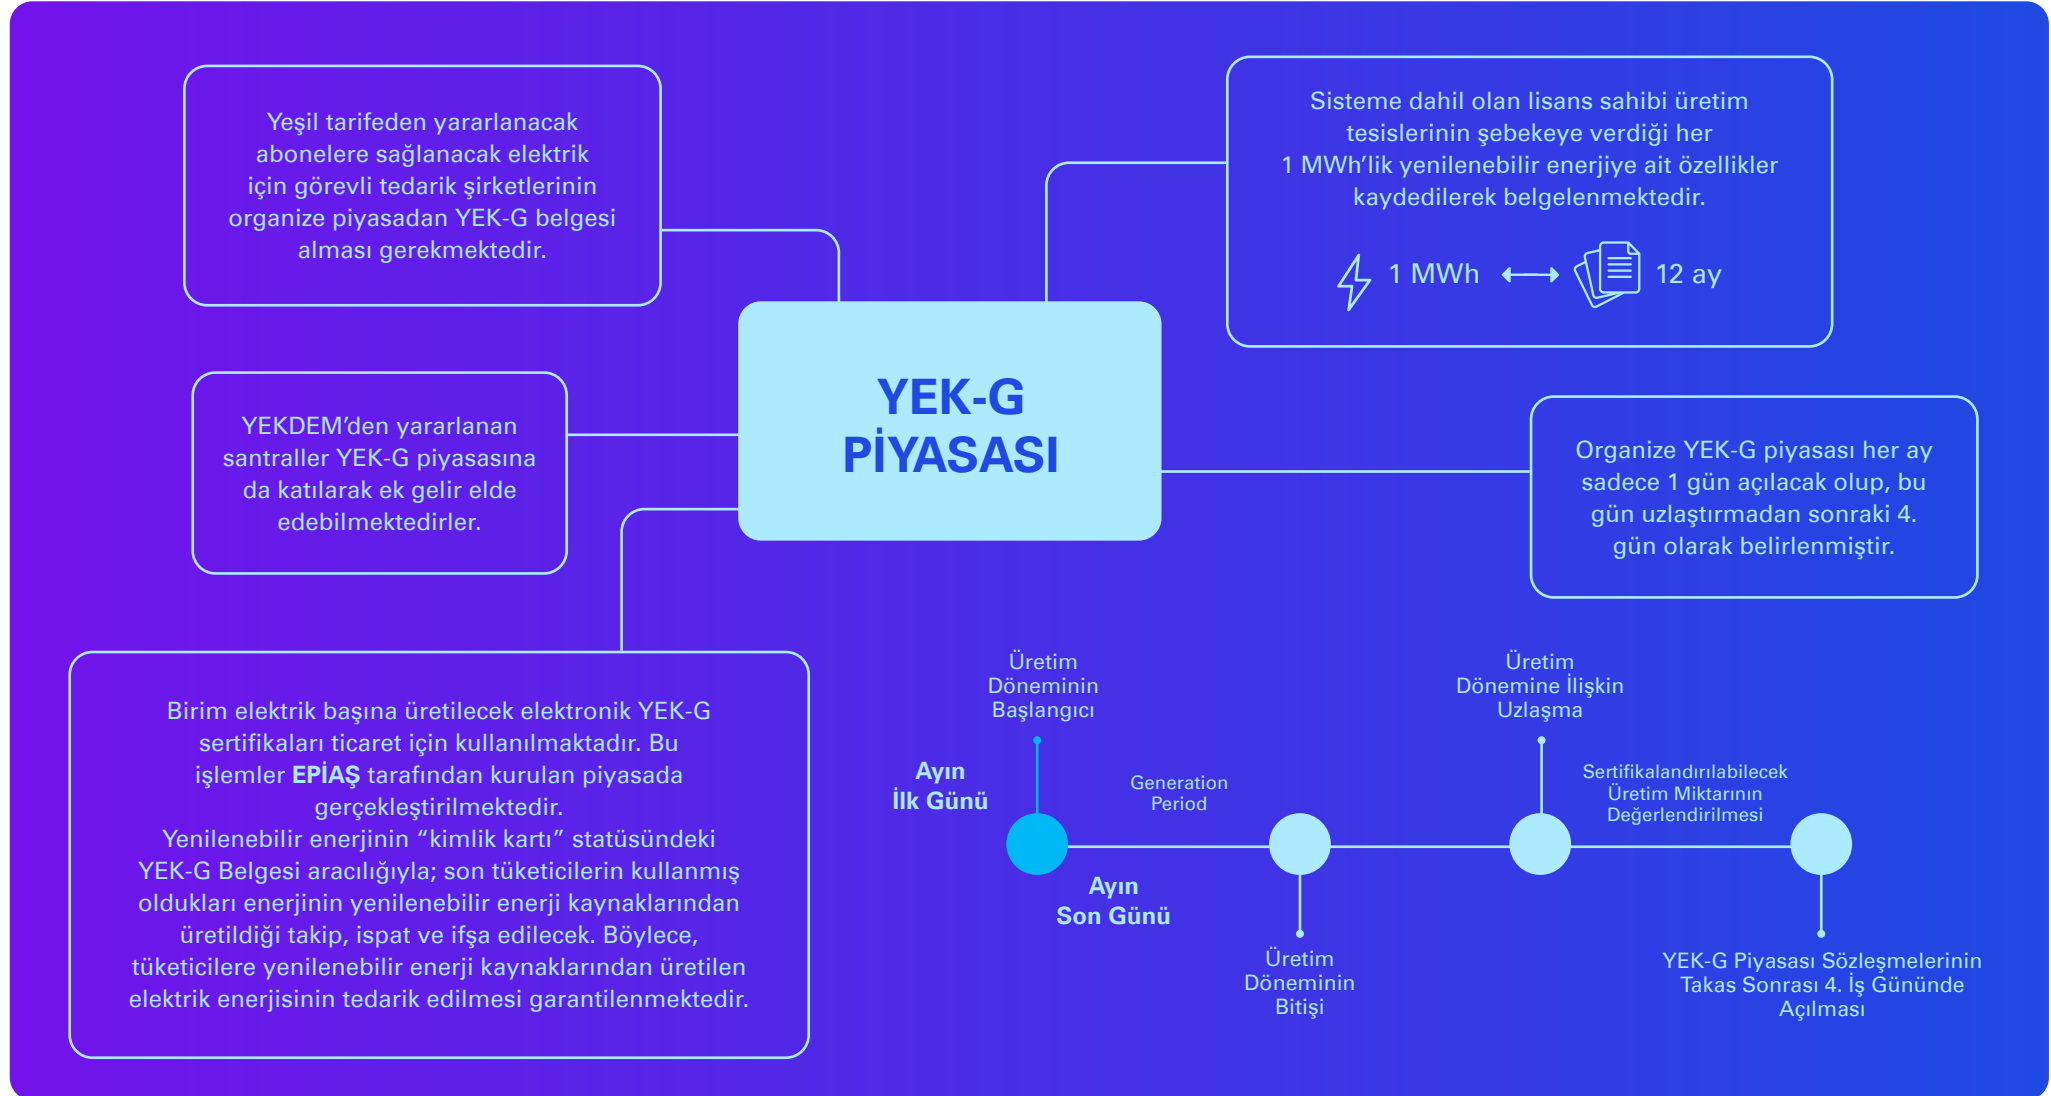 Yeşil tarifeden yararlanacak
abonelere sağlanacak elektrik
için görevli tedarik şirketlerinin
organize piyasadan YEK-G belgesi
alması gerekmektedir.
Sisteme dahil olan lisans sahibi üretim
tesislerinin şebekeye verdiği her
1 MWh’lik yenilenebilir enerjiye ait özellikler
kaydedilerek belgelenmektedir.
1 MWh
12 ay
YEK-G
PİYASASI
YEKDEM’den yararlanan
santraller YEK-G piyasasına
da katılarak ek gelir elde
edebilmektedirler.
Organize YEK-G piyasası her ay
sadece 1 gün açılacak olup, bu
gün uzlaştırmadan sonraki 4.
gün olarak belirlenmiştir.
Birim elektrik başına üretilecek elektronik YEK-G
sertifikaları ticaret için kullanılmaktadır. Bu
işlemler EPİAŞ tarafından kurulan piyasada
gerçekleştirilmektedir.
Yenilenebilir enerjinin “kimlik kartı” statüsündeki
YEK-G Belgesi aracılığıyla; son tüketicilerin kullanmış
oldukları enerjinin yenilenebilir enerji kaynaklarından
üretildiği takip, ispat ve ifşa edilecek. Böylece,
tüketicilere yenilenebilir enerji kaynaklarından üretilen
elektrik enerjisinin tedarik edilmesi garantilenmektedir.
Üretim
Döneminin
Başlangıcı
Ayın
İlk Günü
Generation
Period
Ayın
Son Günü
Üretim
Döneminin
Bitişi
Üretim
Dönemine İlişkin
Uzlaşma
Sertifikalandırılabilecek
Üretim Miktarının
Değerlendirilmesi
YEK-G Piyasası Sözleşmelerinin
Takas Sonrası 4. İş Gününde
Açılması